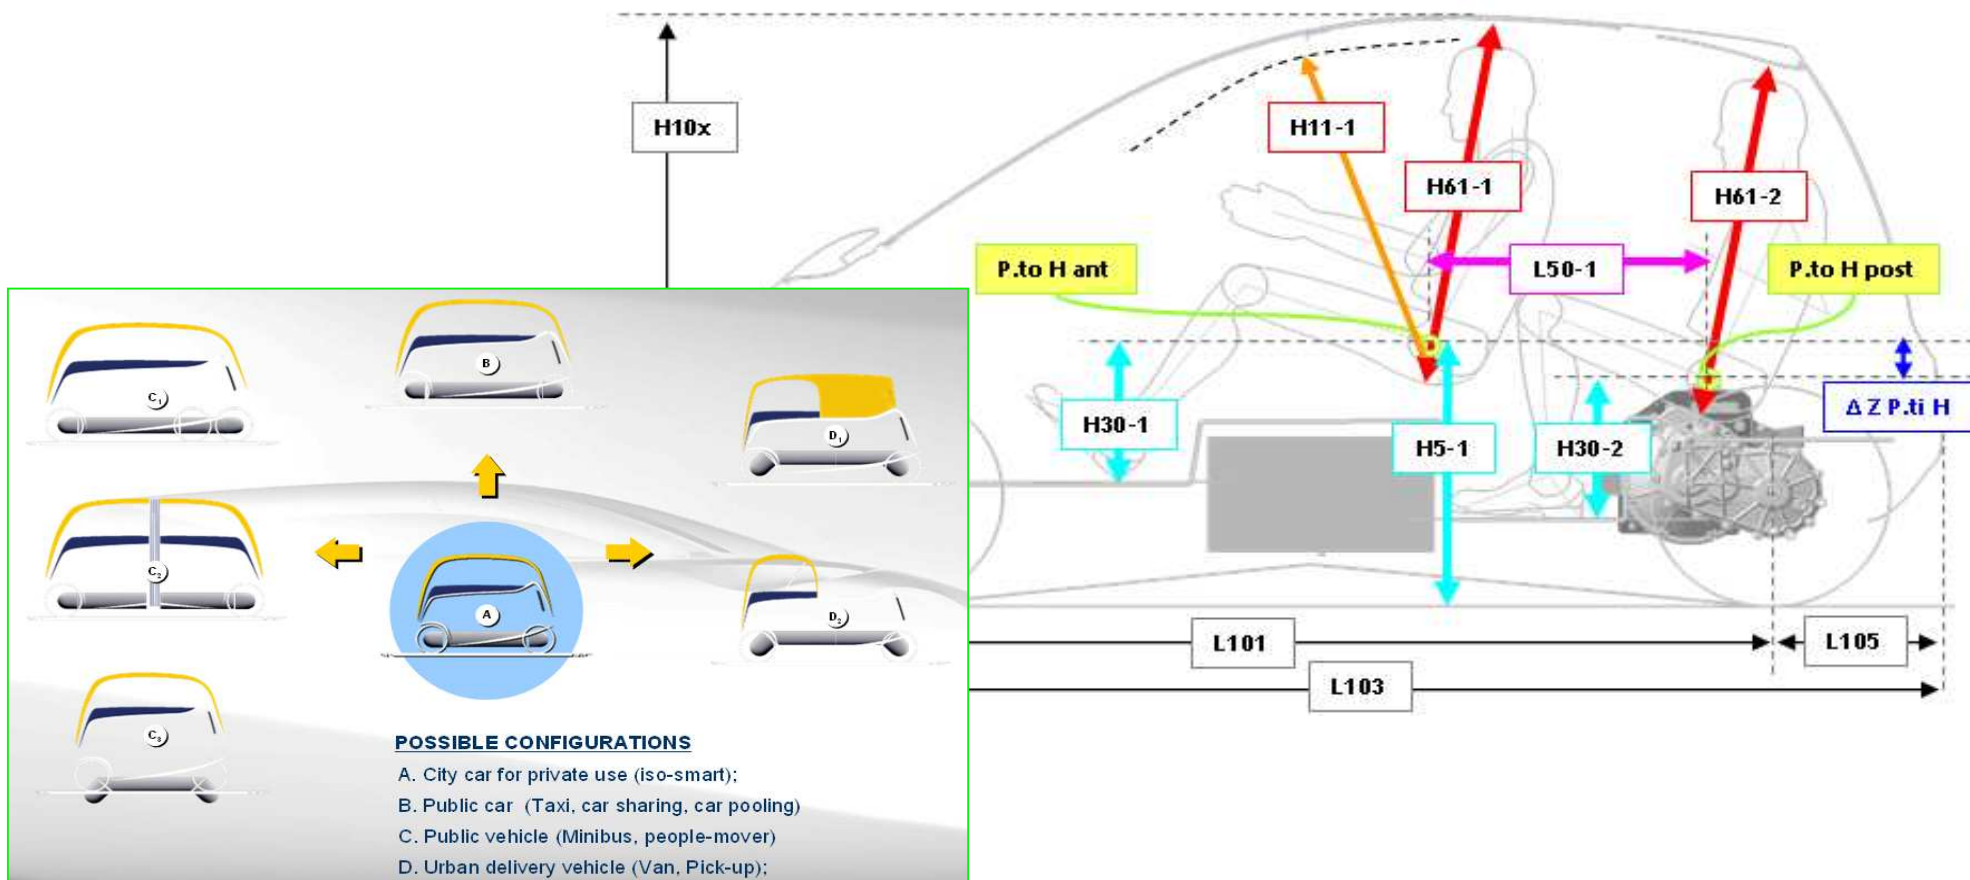 H10x
H11-1
H61-1
H61-2
P.to H ant
L50-1
P.to H post
H30-1
H5-1
H30-2
Δ Z P.ti H
L101
L105
L103
C1
B
D1
C2
A
D2
C3
POSSIBLE CONFIGURATIONS
A. City car for private use (iso-smart);
B. Public car (Taxi, car sharing, car pooling)
C. Public vehicle (Minibus, people-mover)
D. Urban delivery vehicle (Van, Pick-up);